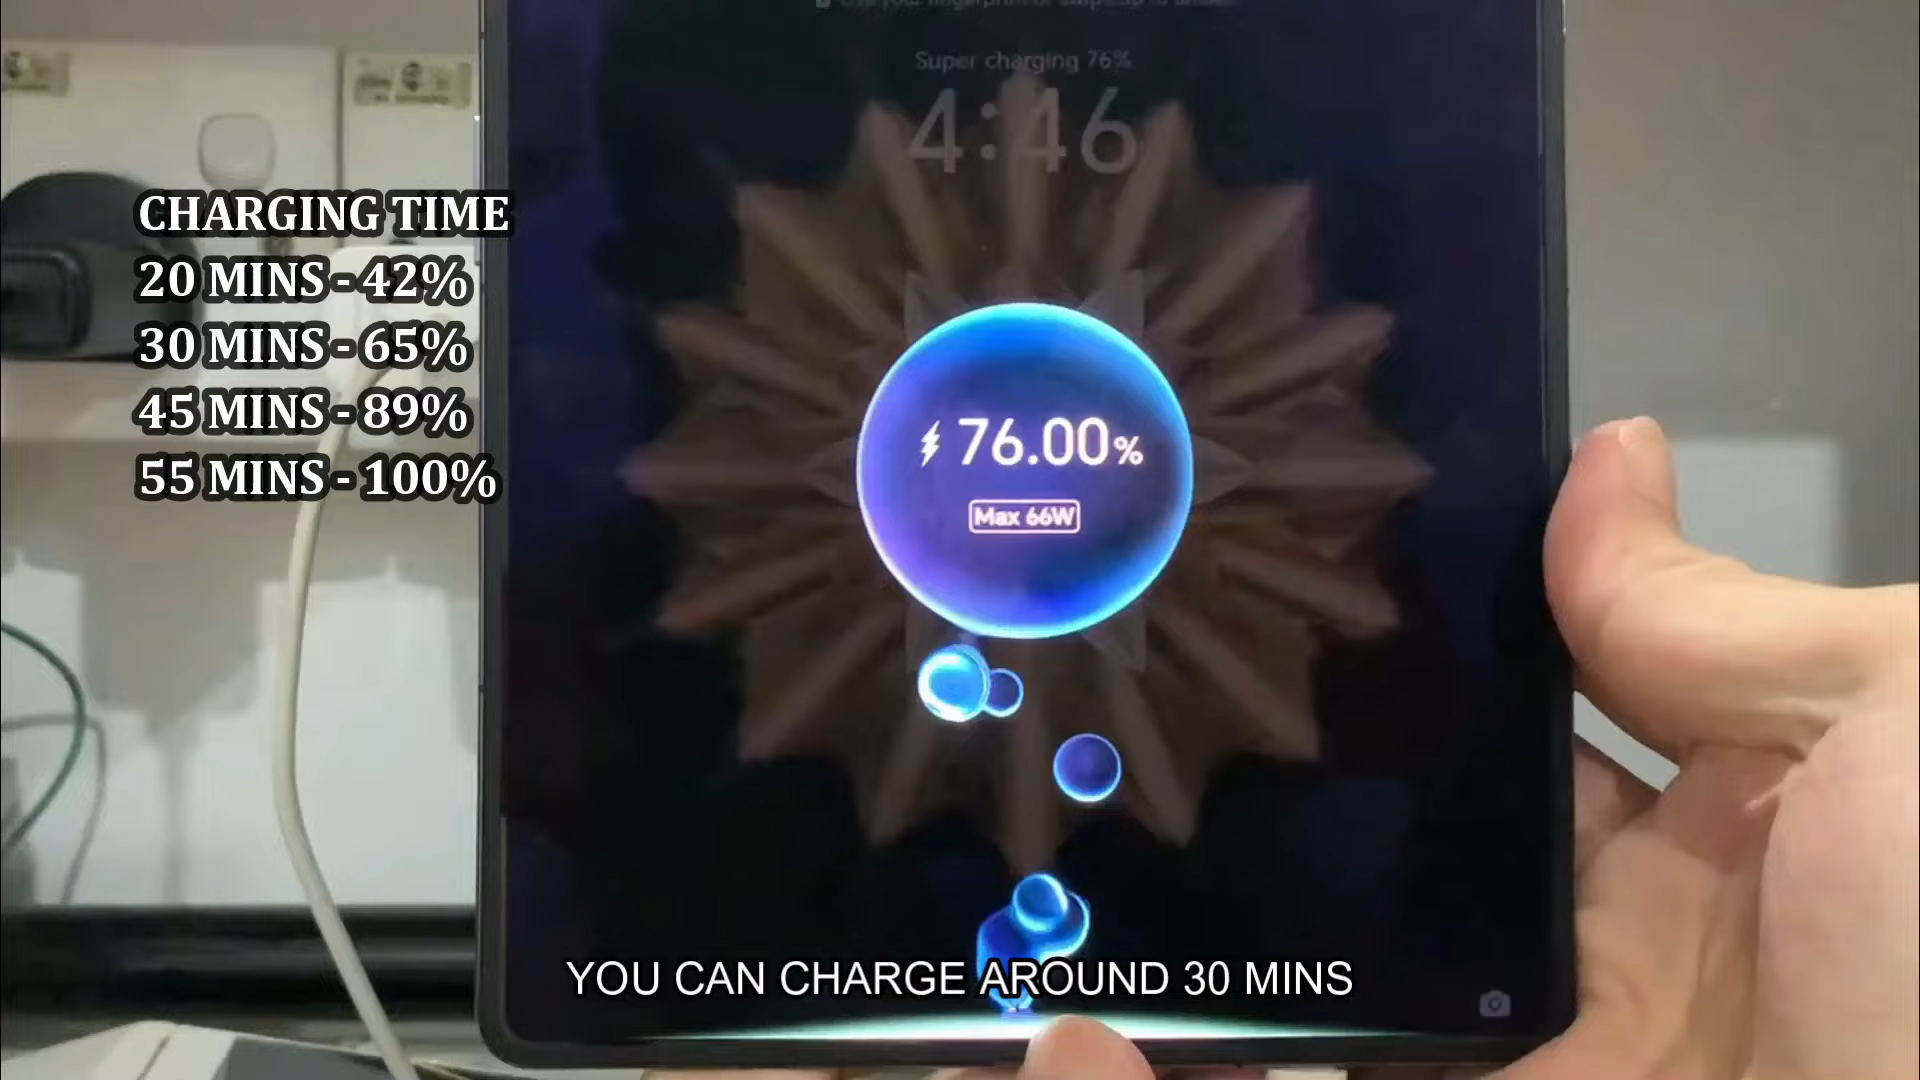 Super charging 76%
4:46
CHARGING TIME
20 MINS - 42%
30 MINS - 65%
45 MINS - 89%
55 MINS - 100%
76.00%
Max 66W
YOU CAN CHARGE AROUND 30 MINS